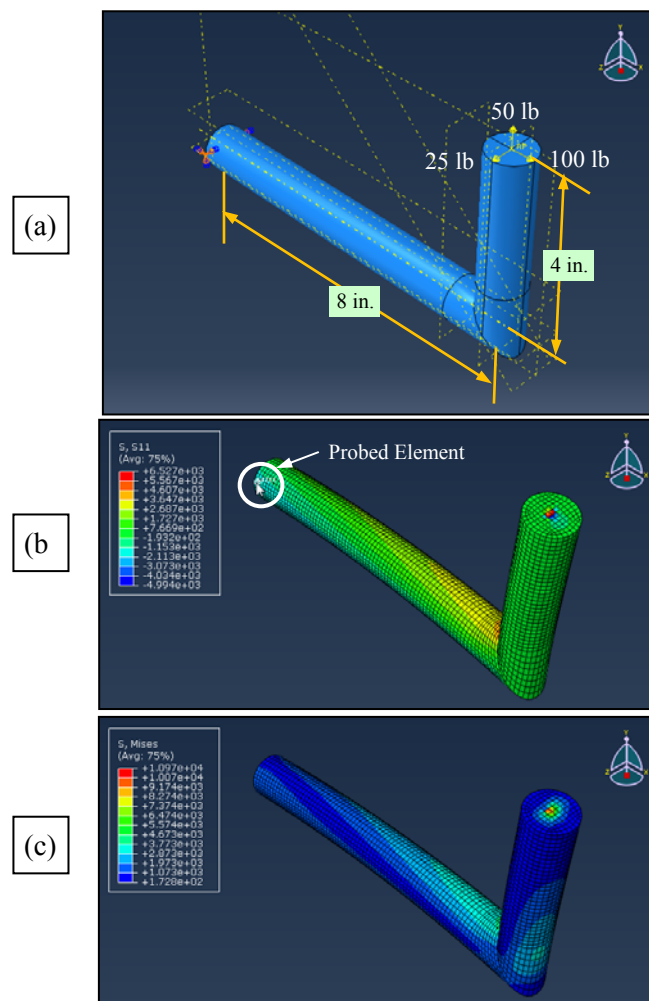 (a)
50 lb
25 lb
100 lb
RP
4 in.
8 in.
Y
Z
X
(b
S, S11
(Avg: 75%)
+6.527e+03
+5.567e+03
+4.607e+03
+3.647e+03
+2.687e+03
+1.727e+03
+7.669e+02
-1.932e+02
-1.153e+03
-2.113e+03
-3.073e+03
-4.034e+03
-4.994e+03
Probed Element
Y
Z
X
(c)
S, Mises
(Avg: 75%)
+1.097e+04
+1.007e+04
+9.174e+03
+8.274e+03
+7.374e+03
+6.474e+03
+5.574e+03
+4.673e+03
+3.773e+03
+2.873e+03
+1.973e+03
+1.073e+03
+1.728e+02
Y
Z
X